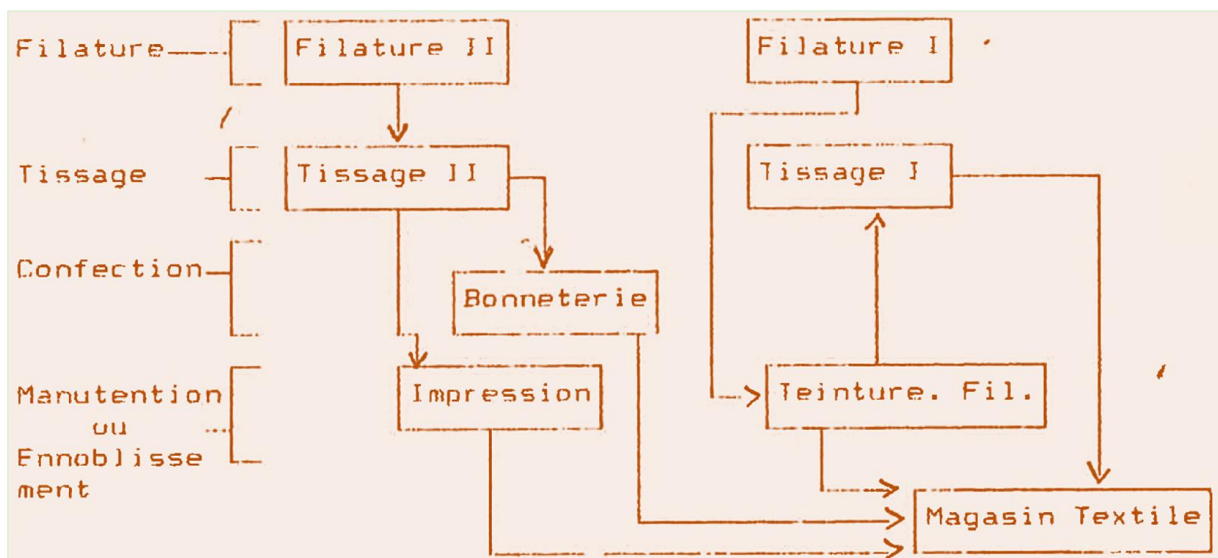 Filature
Filature II
Filature I
Tissage
Tissage II
Tissage I
Confection
Bonneterie
Manutention
ou
Ennoblisse
ment
Impression
Teinture. Fil.
Magasin Textile